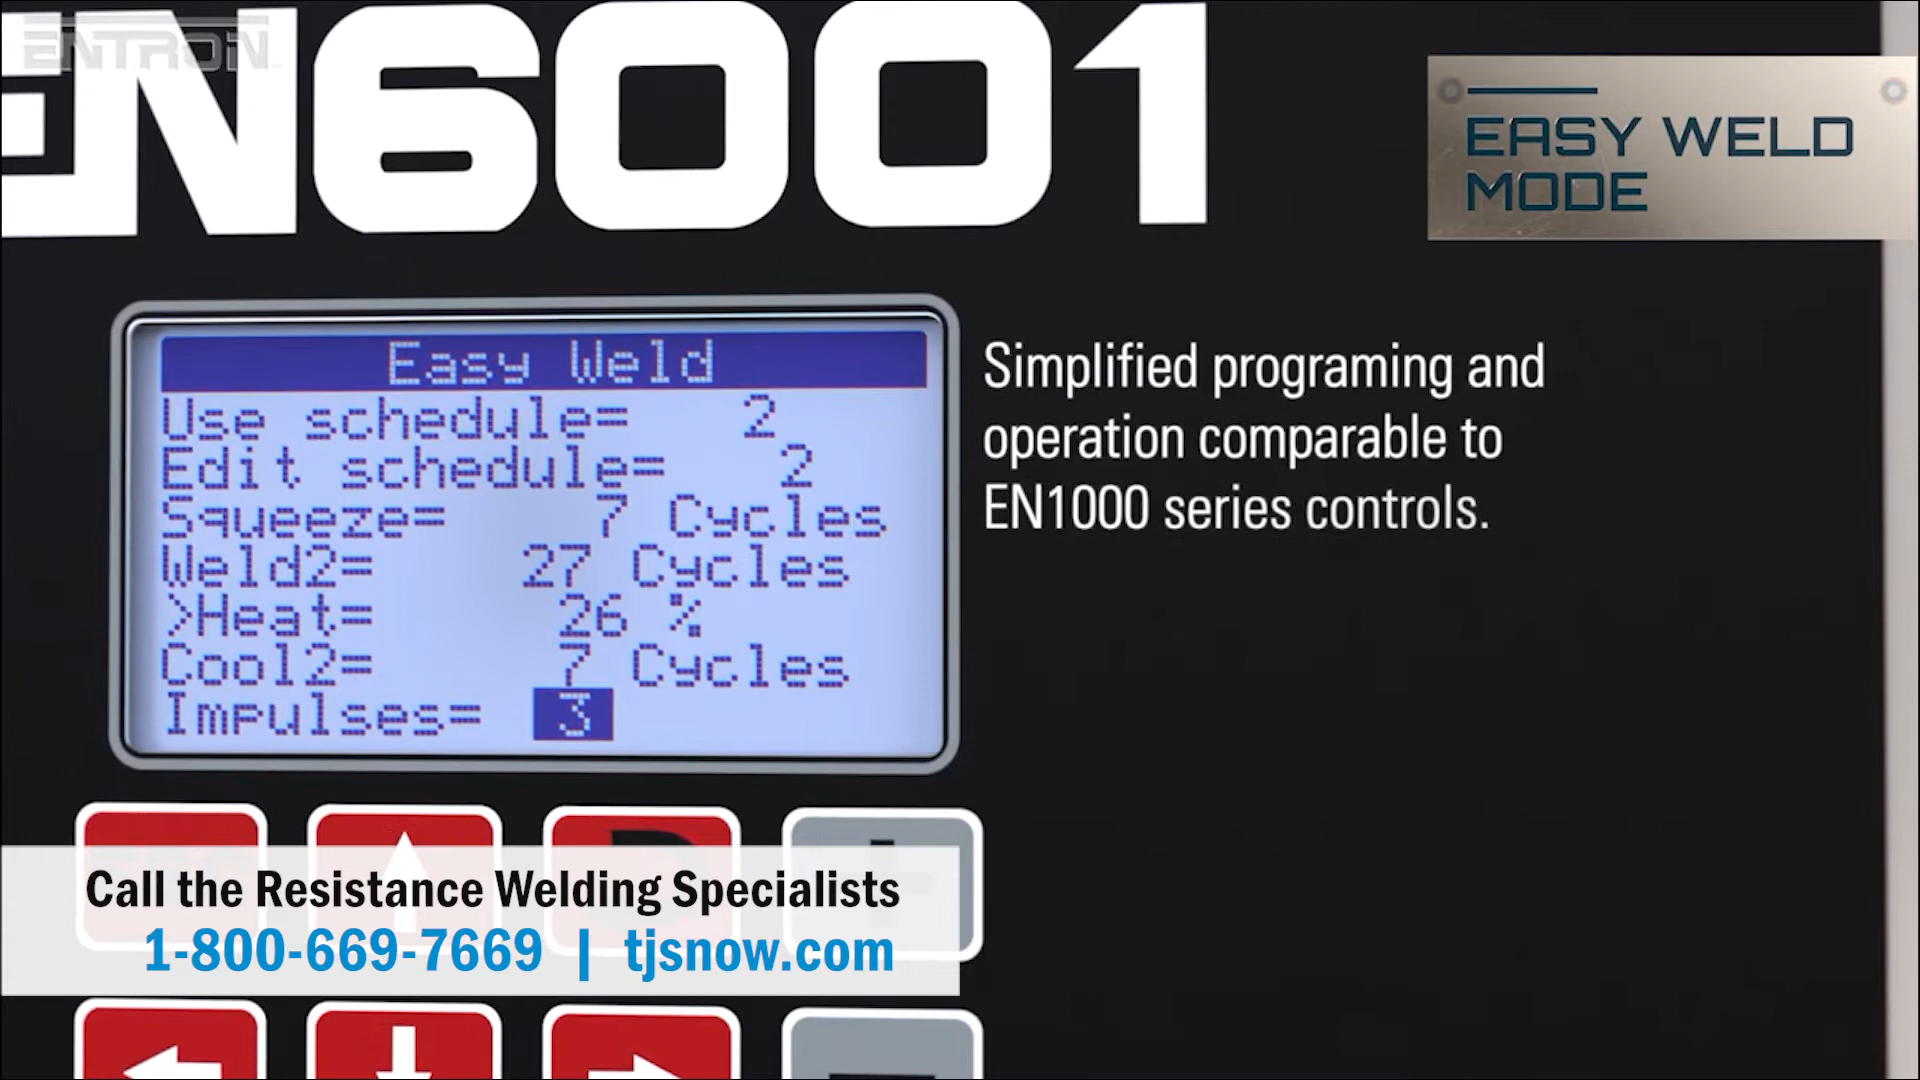 ENTRON
EN6001
EASY WELD
MODE
Easy Weld
Use schedule= 2
Edit schedule= 2
Squeeze= 7 Cycles
Weld2= 27 Cycles
>Heat= 26 %
Cool2= 7 Cycles
Impulses= 3
Simplified programing and
operation comparable to
EN1000 series controls.
Call the Resistance Welding Specialists
1-800-669-7669 | tjsnow.com